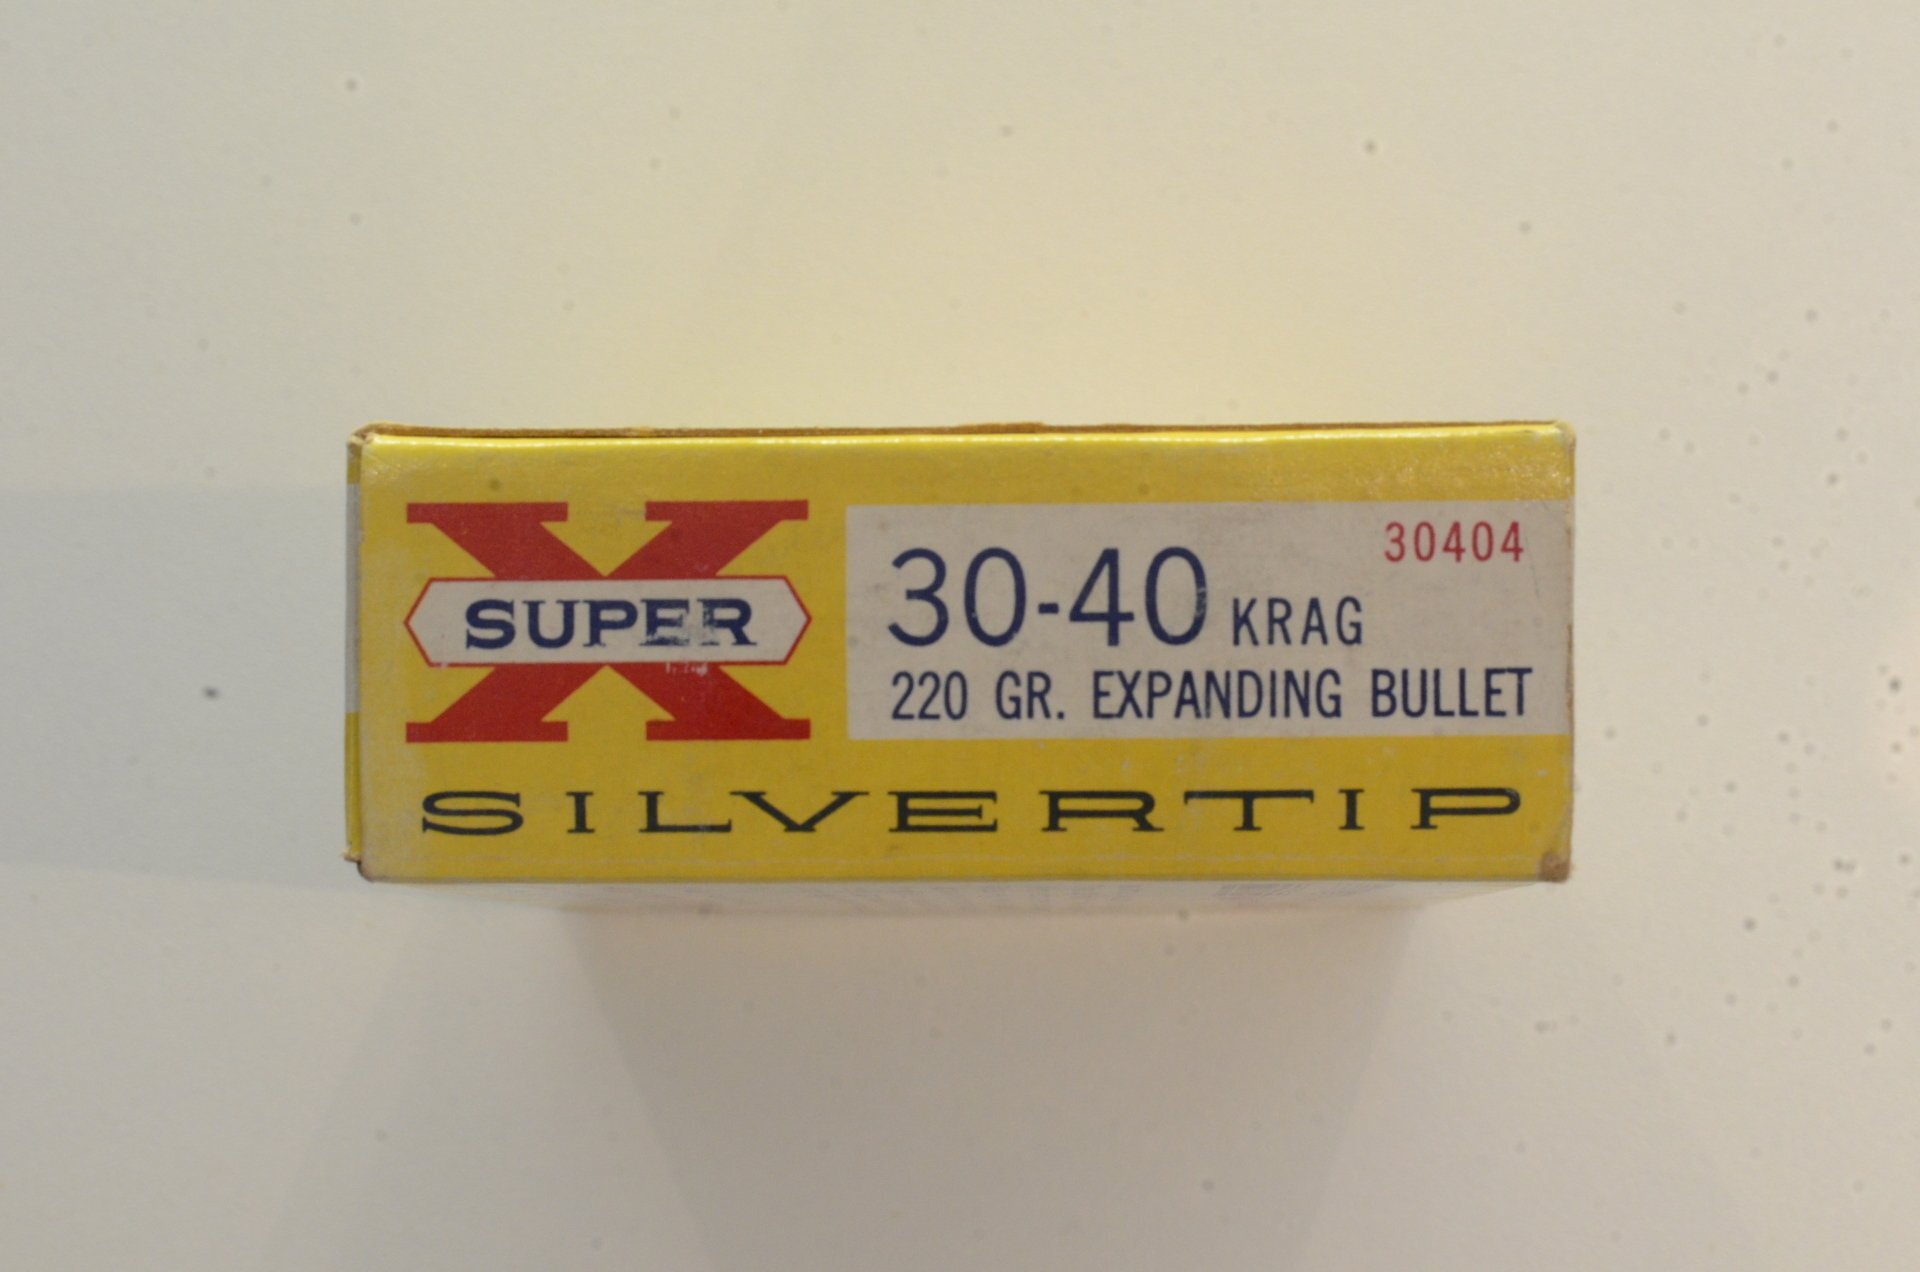 SUPER X
30404
30-40 KRAG
220 GR. EXPANDING BULLET
SILVERTIP